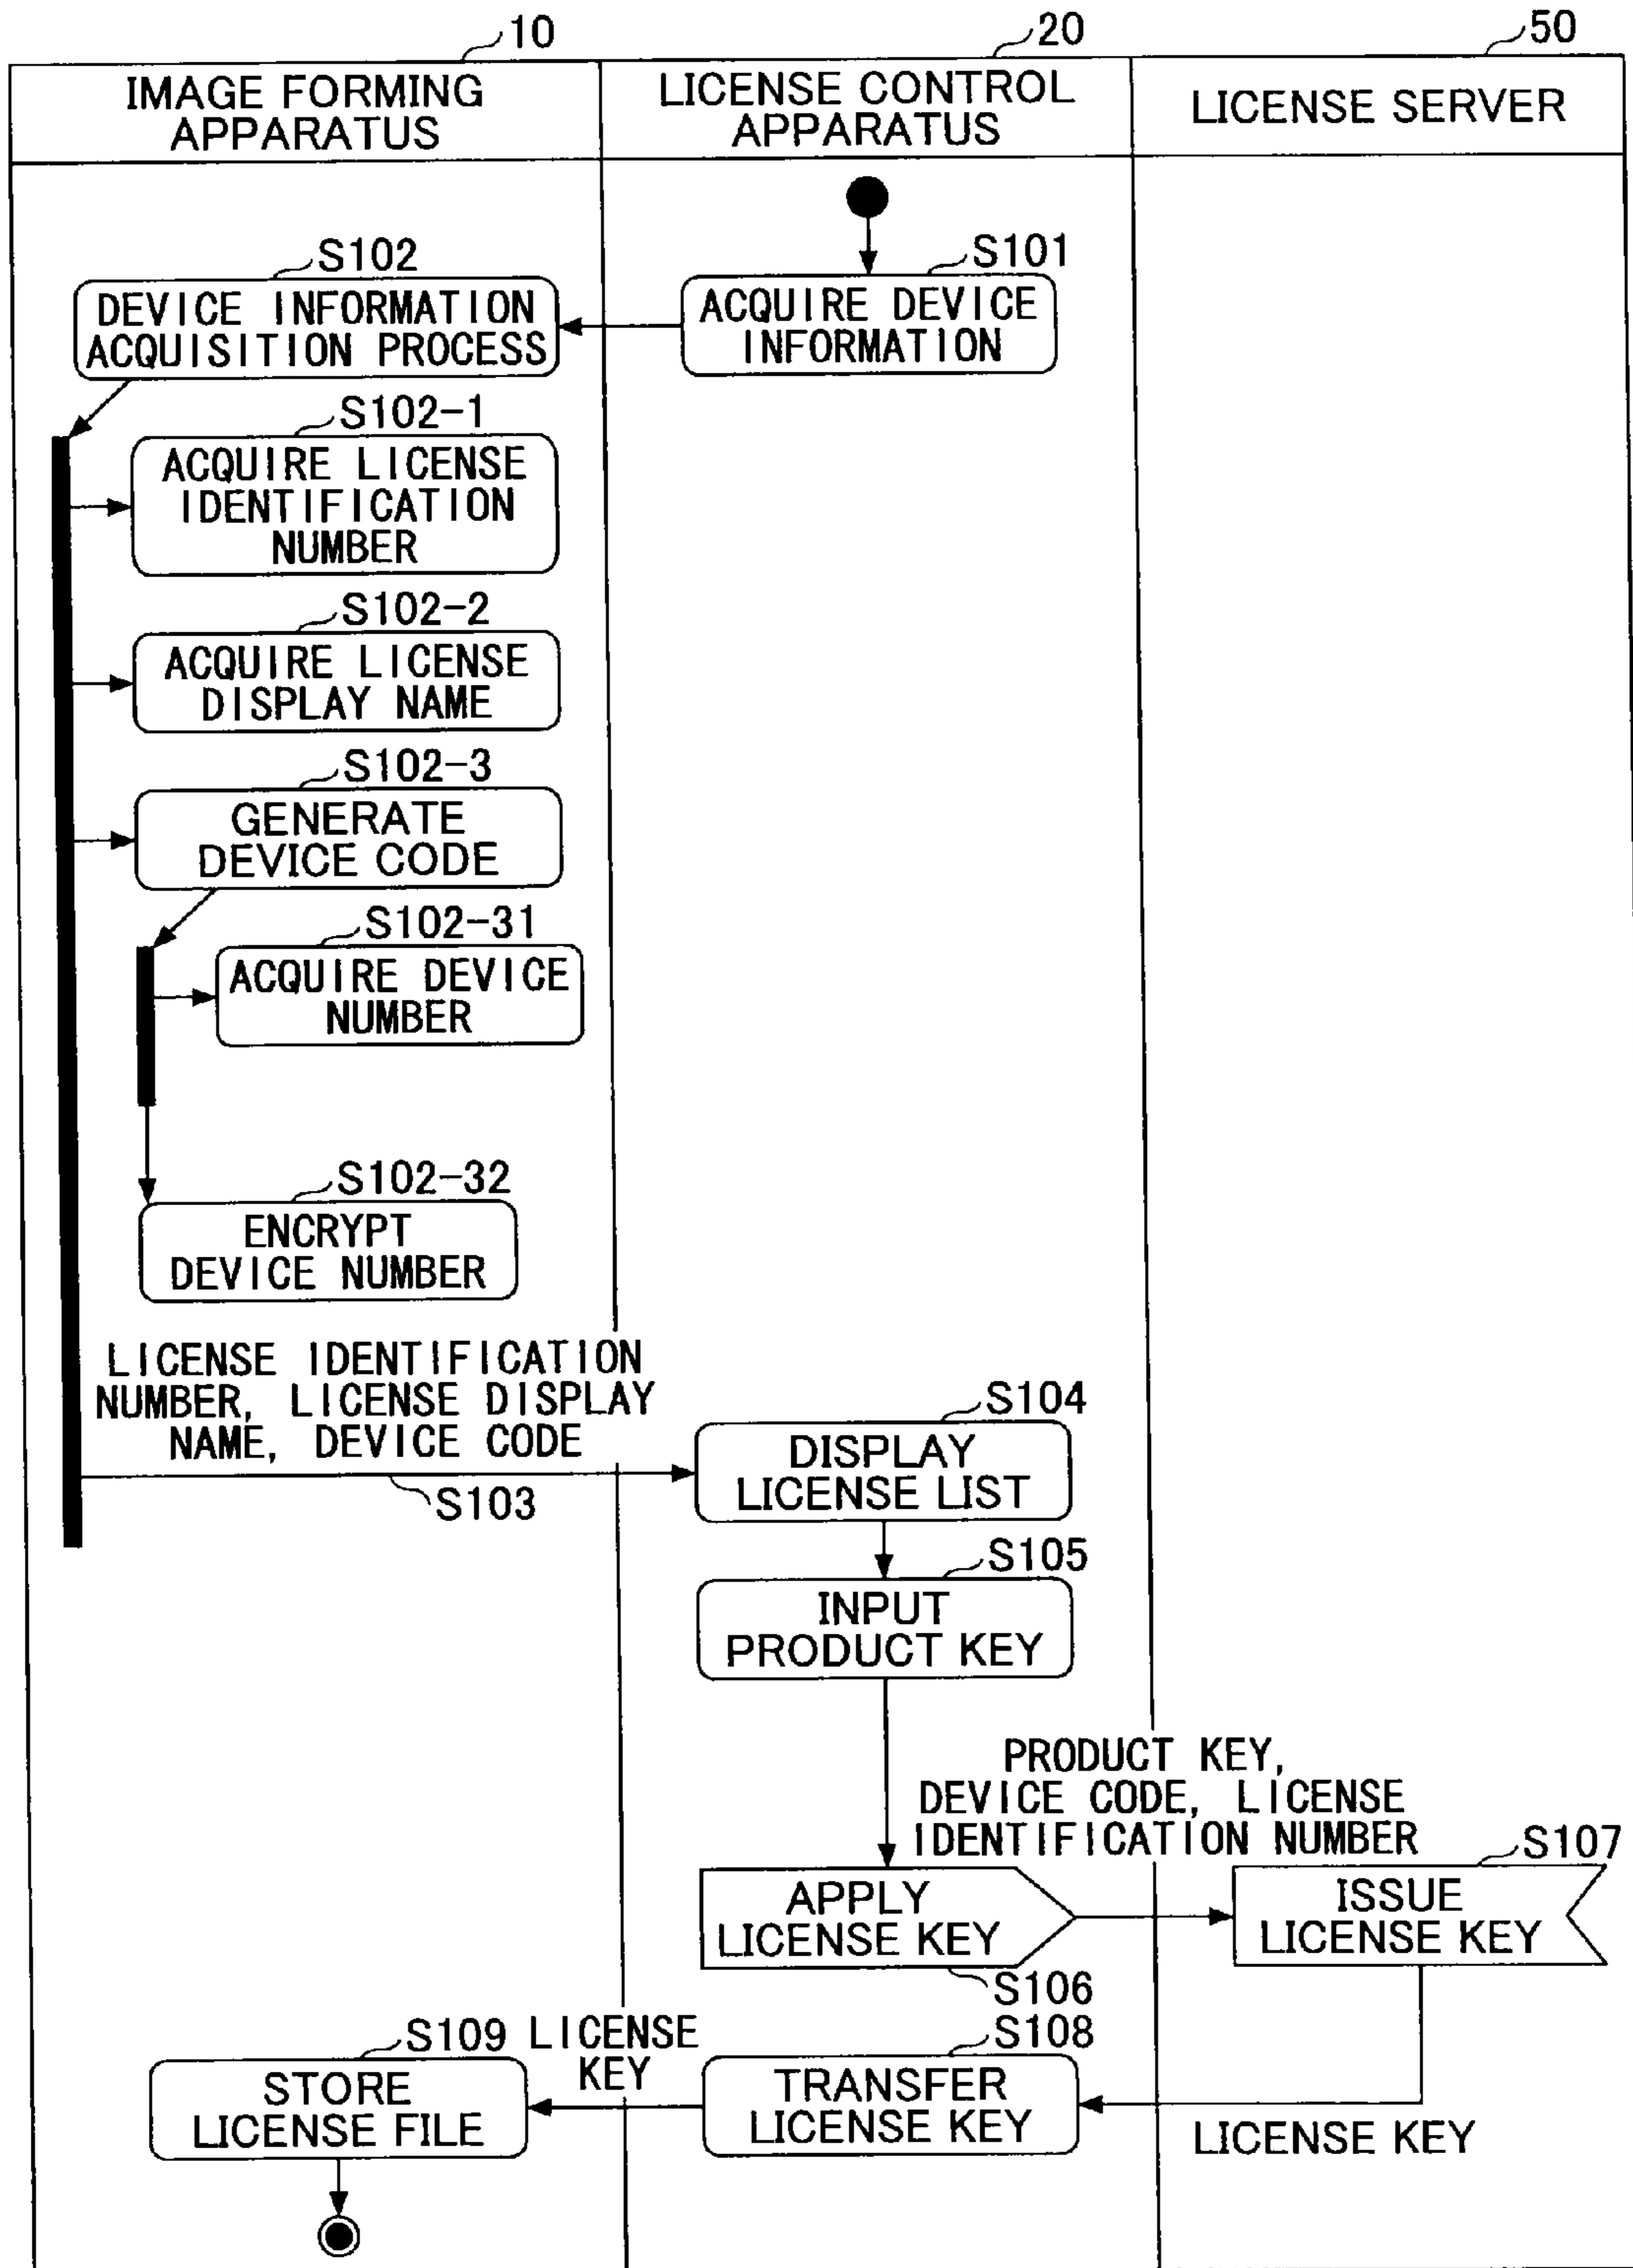 10
20
50
IMAGE FORMING
APPARATUS
LICENSE CONTROL
APPARATUS
LICENSE SERVER
S101
ACQUIRE DEVICE
INFORMATION
S102
DEVICE INFORMATION
ACQUISITION PROCESS
S102-1
ACQUIRE LICENSE
IDENTIFICATION
NUMBER
S102-2
ACQUIRE LICENSE
DISPLAY NAME
S102-3
GENERATE
DEVICE CODE
S102-31
ACQUIRE DEVICE
NUMBER
S102-32
ENCRYPT
DEVICE NUMBER
LICENSE IDENTIFICATION
NUMBER, LICENSE DISPLAY
NAME, DEVICE CODE
S103
S104
DISPLAY
LICENSE LIST
S105
INPUT
PRODUCT KEY
PRODUCT KEY,
DEVICE CODE, LICENSE
IDENTIFICATION NUMBER
APPLY
LICENSE KEY
S106
S107
ISSUE
LICENSE KEY
LICENSE KEY
S108
TRANSFER
LICENSE KEY
LICENSE
KEY
S109
STORE
LICENSE FILE